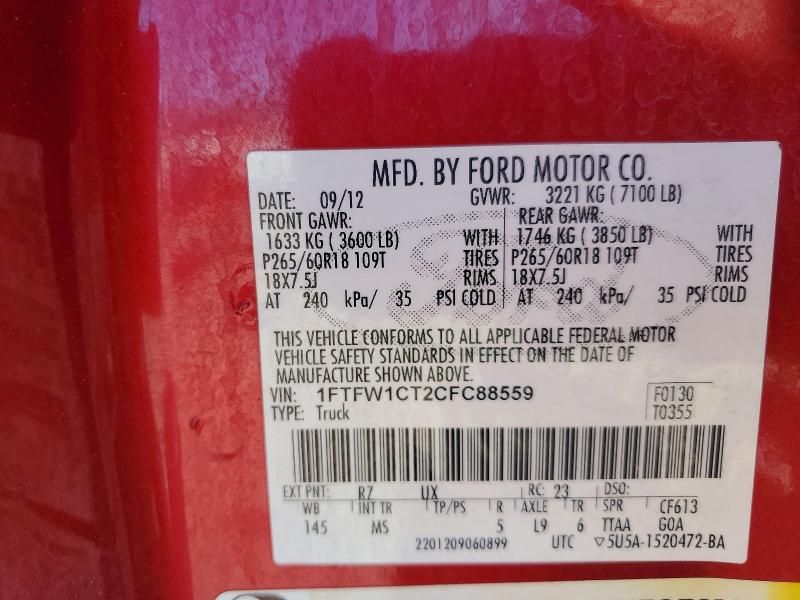 MFD. BY FORD MOTOR CO.
DATE: 09/12 GVWR: 3221 KG ( 7100 LB)
FRONT GAWR: REAR GAWR:
1633 KG ( 3600 LB) WITH 1746 KG ( 3850 LB) WITH
P265/60R18 109T TIRES P265/60R18 109T TIRES
18X7.5J RIMS 18X7.5J RIMS
AT 240 kPa/ 35 PSI COLD AT 240 kPa/ 35 PSI COLD
THIS VEHICLE CONFORMS TO ALL APPLICABLE FEDERAL MOTOR
VEHICLE SAFETY STANDARDS IN EFFECT ON THE DATE OF
MANUFACTURE SHOWN ABOVE.
VIN: 1FTFW1CT2CFC88559 F0130
TYPE: Truck T0355
EXT PNT: RZ UX RC: 23 DSO:
WB INT TR TP/PS R AXLE TR SPR CF613
145 MS 5 L9 6 TTAA GOA
2201209060899 UTC ▽5U5A-1520472-BA